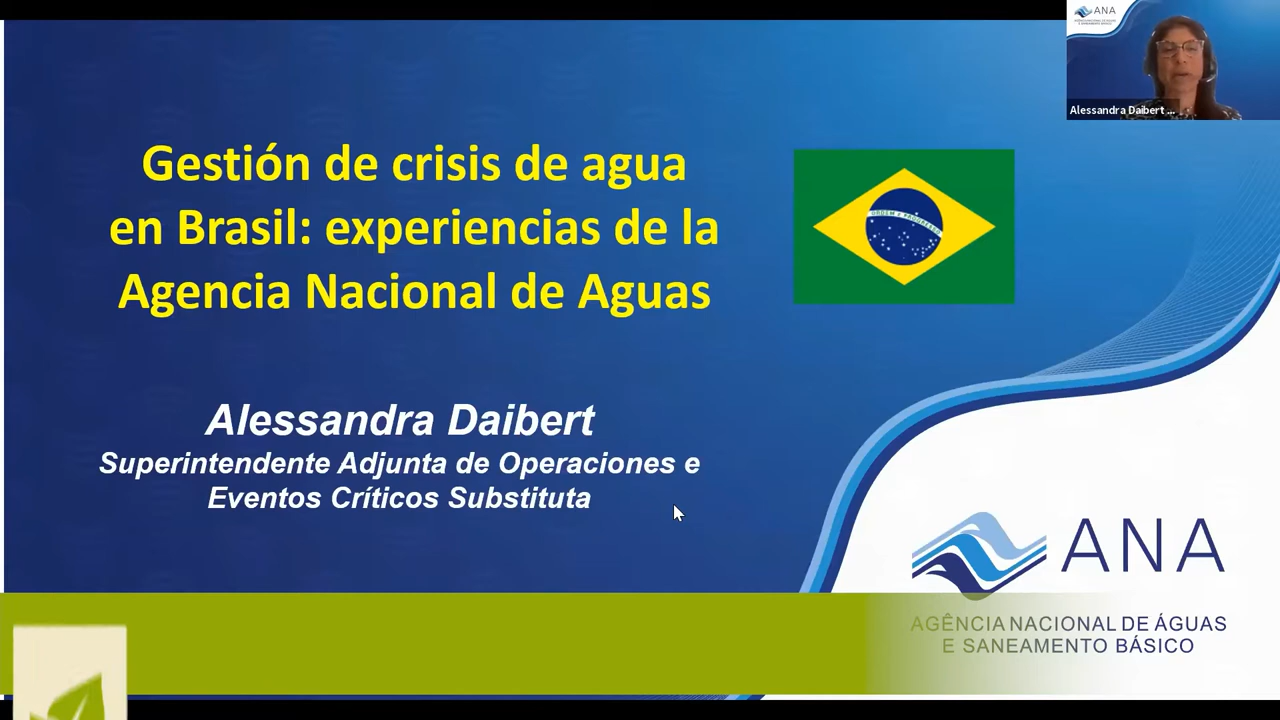 ANA
Alessandra Daibert ...
Gestión de crisis de agua
en Brasil: experiencias de la
Agencia Nacional de Aguas
Alessandra Daibert
Superintendente Adjunta de Operaciones e
Eventos Críticos Substituta
ANA
AGÊNCIA NACIONAL DE ÁGUAS
E SANEAMENTO BÁSICO